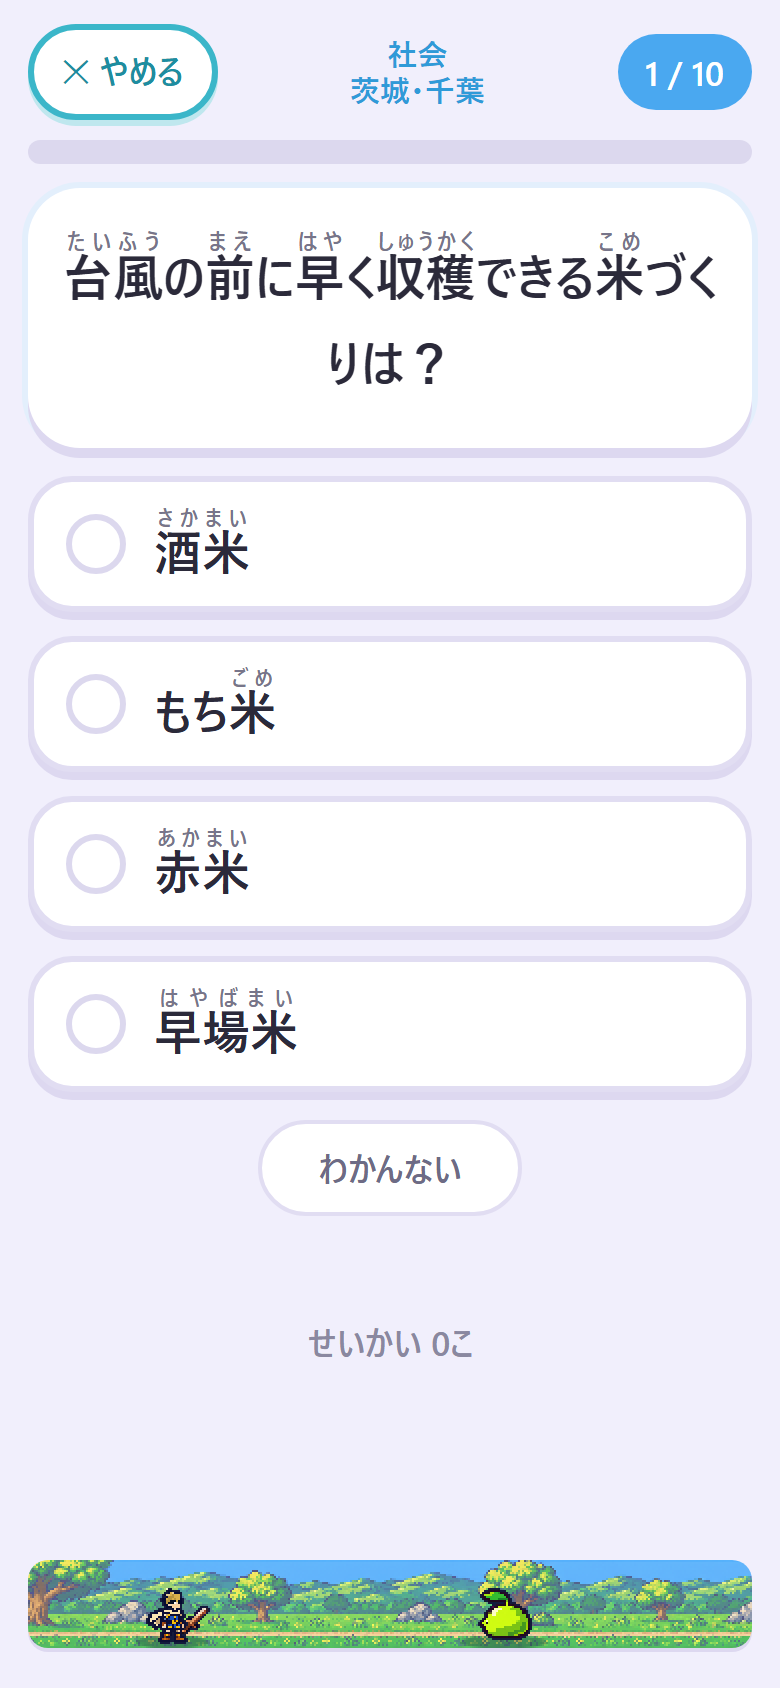 × やめる
社会
茨城・千葉
1 / 10
たいふう まえ はや しゅうかく こめ
台風の前に早く収穫できる米づく
りは？
さかまい
酒米
ごめ
もち米
あかまい
赤米
はやばまい
早場米
わかんない
せいかい 0こ